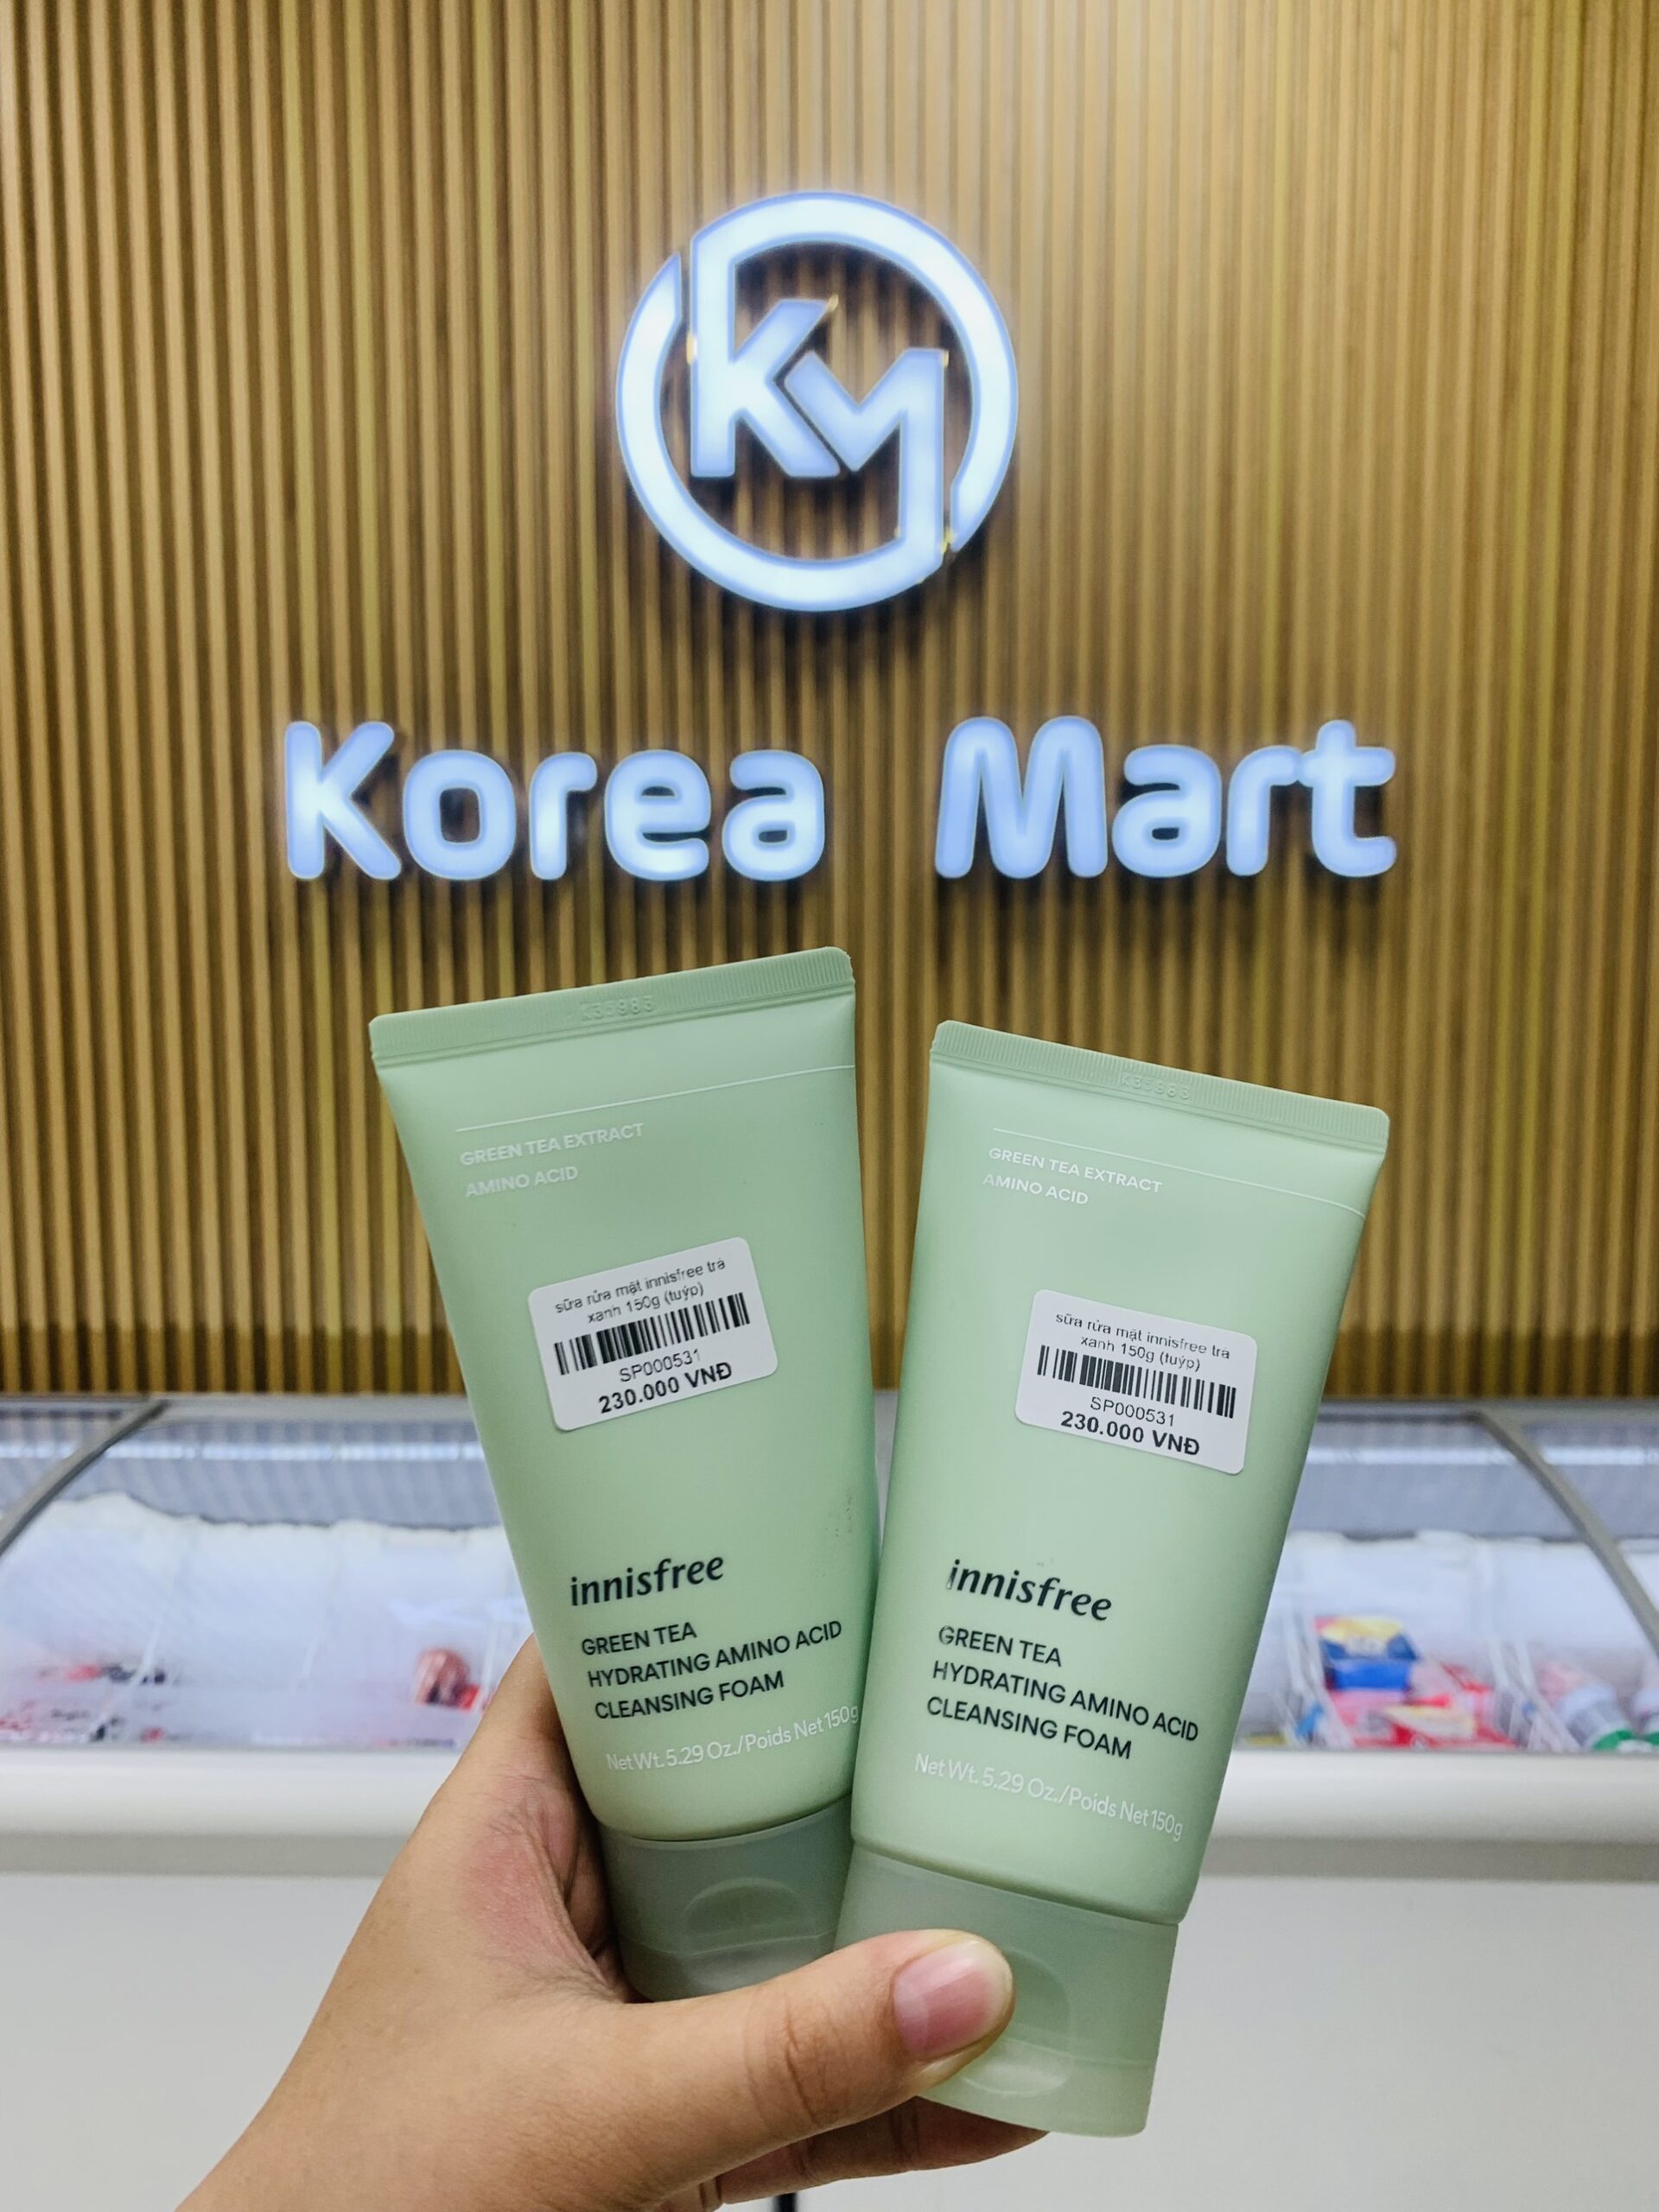 KM
Korea Mart
K35983
GREEN TEA EXTRACT
AMINO ACID
sữa rửa mặt innisfree trà
xanh 150g (tuýp)
SP000531
230.000 VNĐ
innisfree
GREEN TEA
HYDRATING AMINO ACID
CLEANSING FOAM
Net Wt. 5.29 Oz./Poids Net 150g
K35983
GREEN TEA EXTRACT
AMINO ACID
sữa rửa mặt innisfree trà
xanh 150g (tuýp)
SP000531
230.000 VNĐ
innisfree
GREEN TEA
HYDRATING AMINO ACID
CLEANSING FOAM
Net Wt. 5.29 Oz./Poids Net 150g